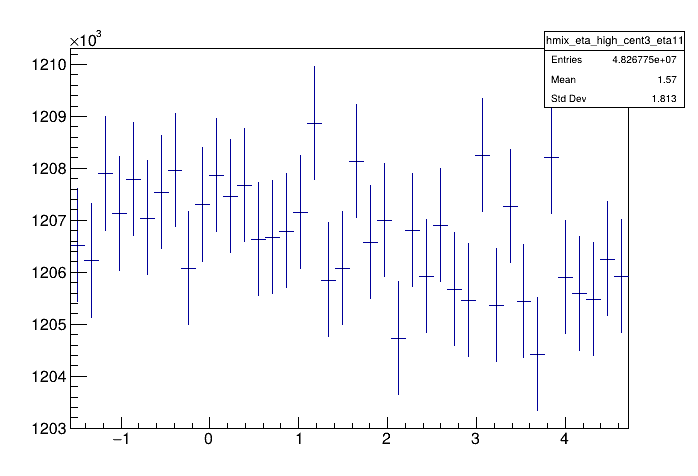 ×10³
hmix_eta_high_cent3_eta11
Entries 4.826775e+07
Mean 1.57
Std Dev 1.813
1210
1209
1208
1207
1206
1205
1204
1203
−1 0 1 2 3 4